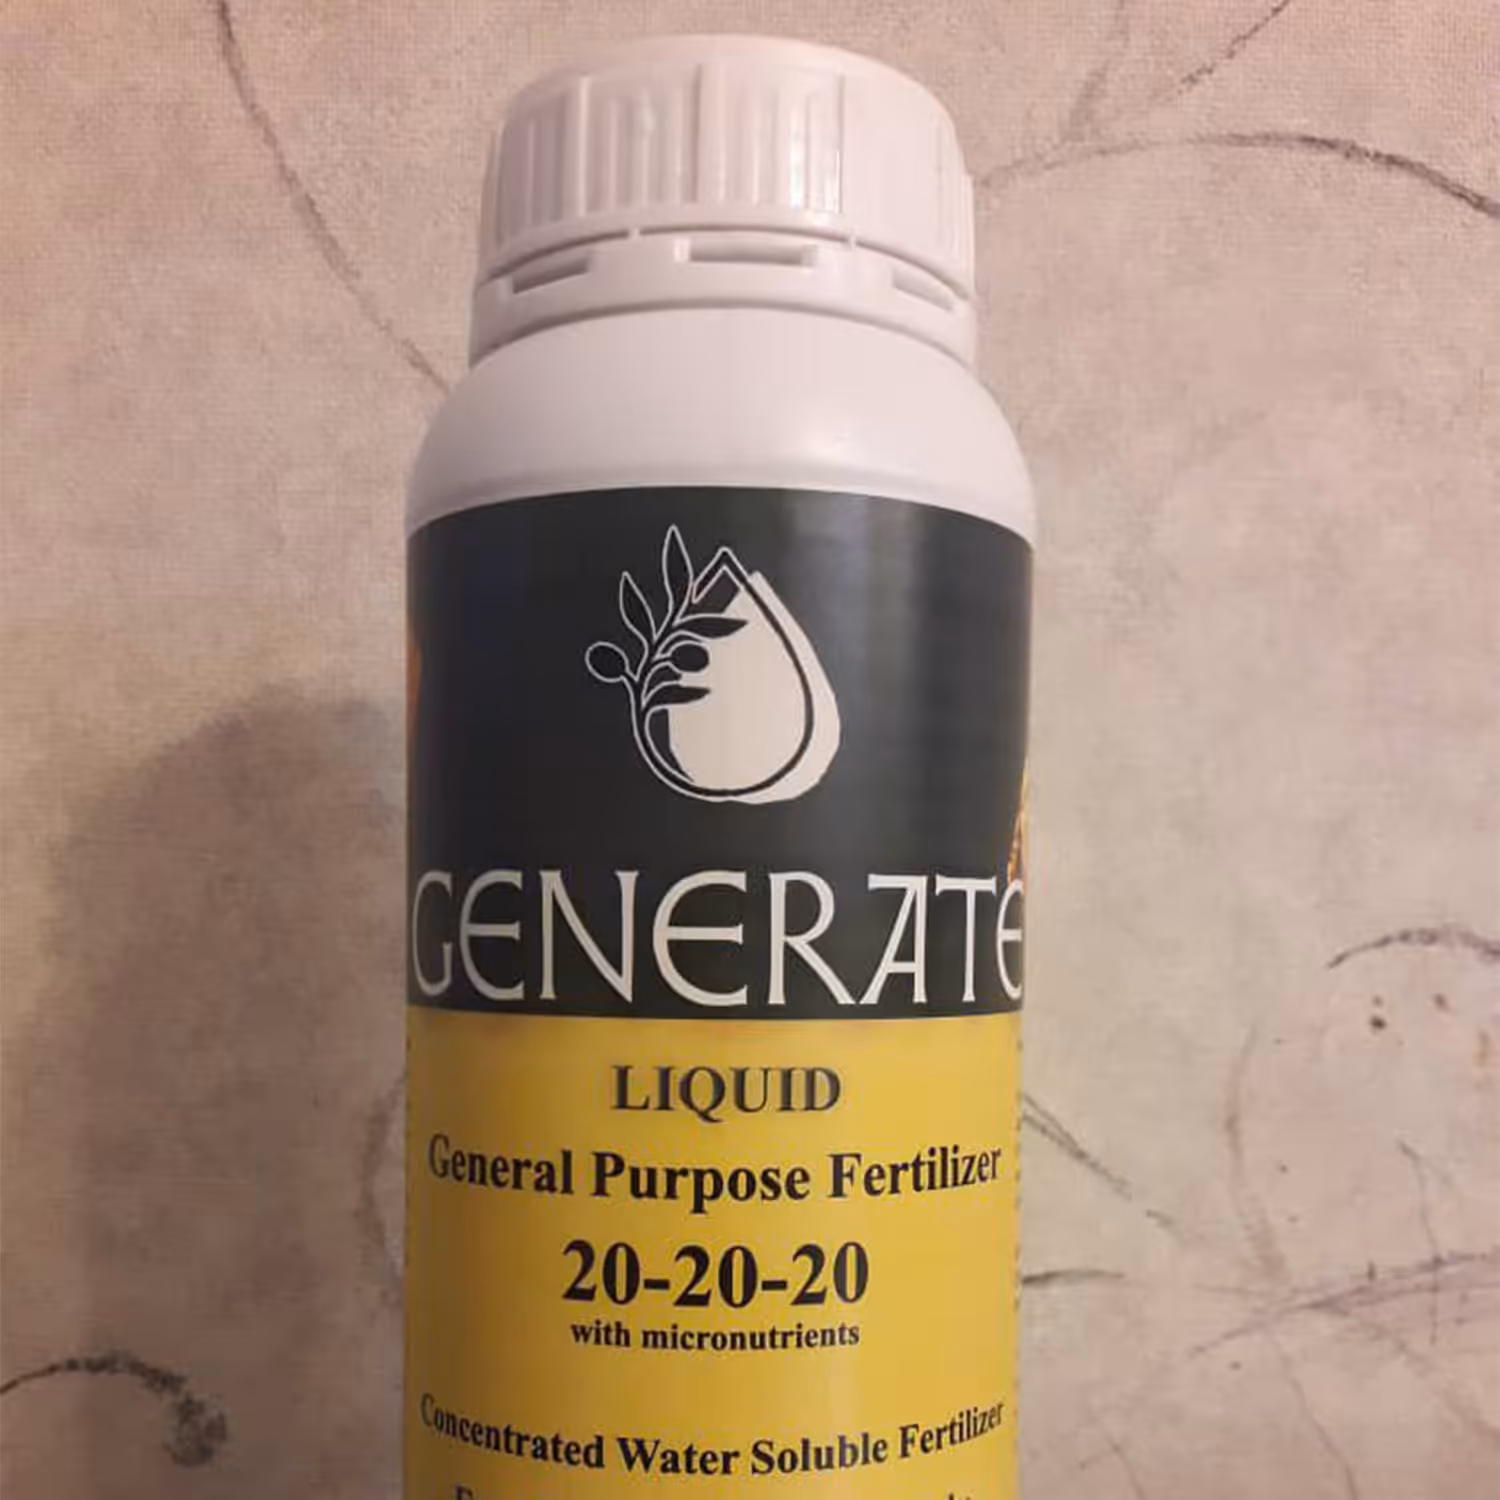 GENERATE
LIQUID
General Purpose Fertilizer
20-20-20
with micronutrients
Concentrated Water Soluble Fertilizer